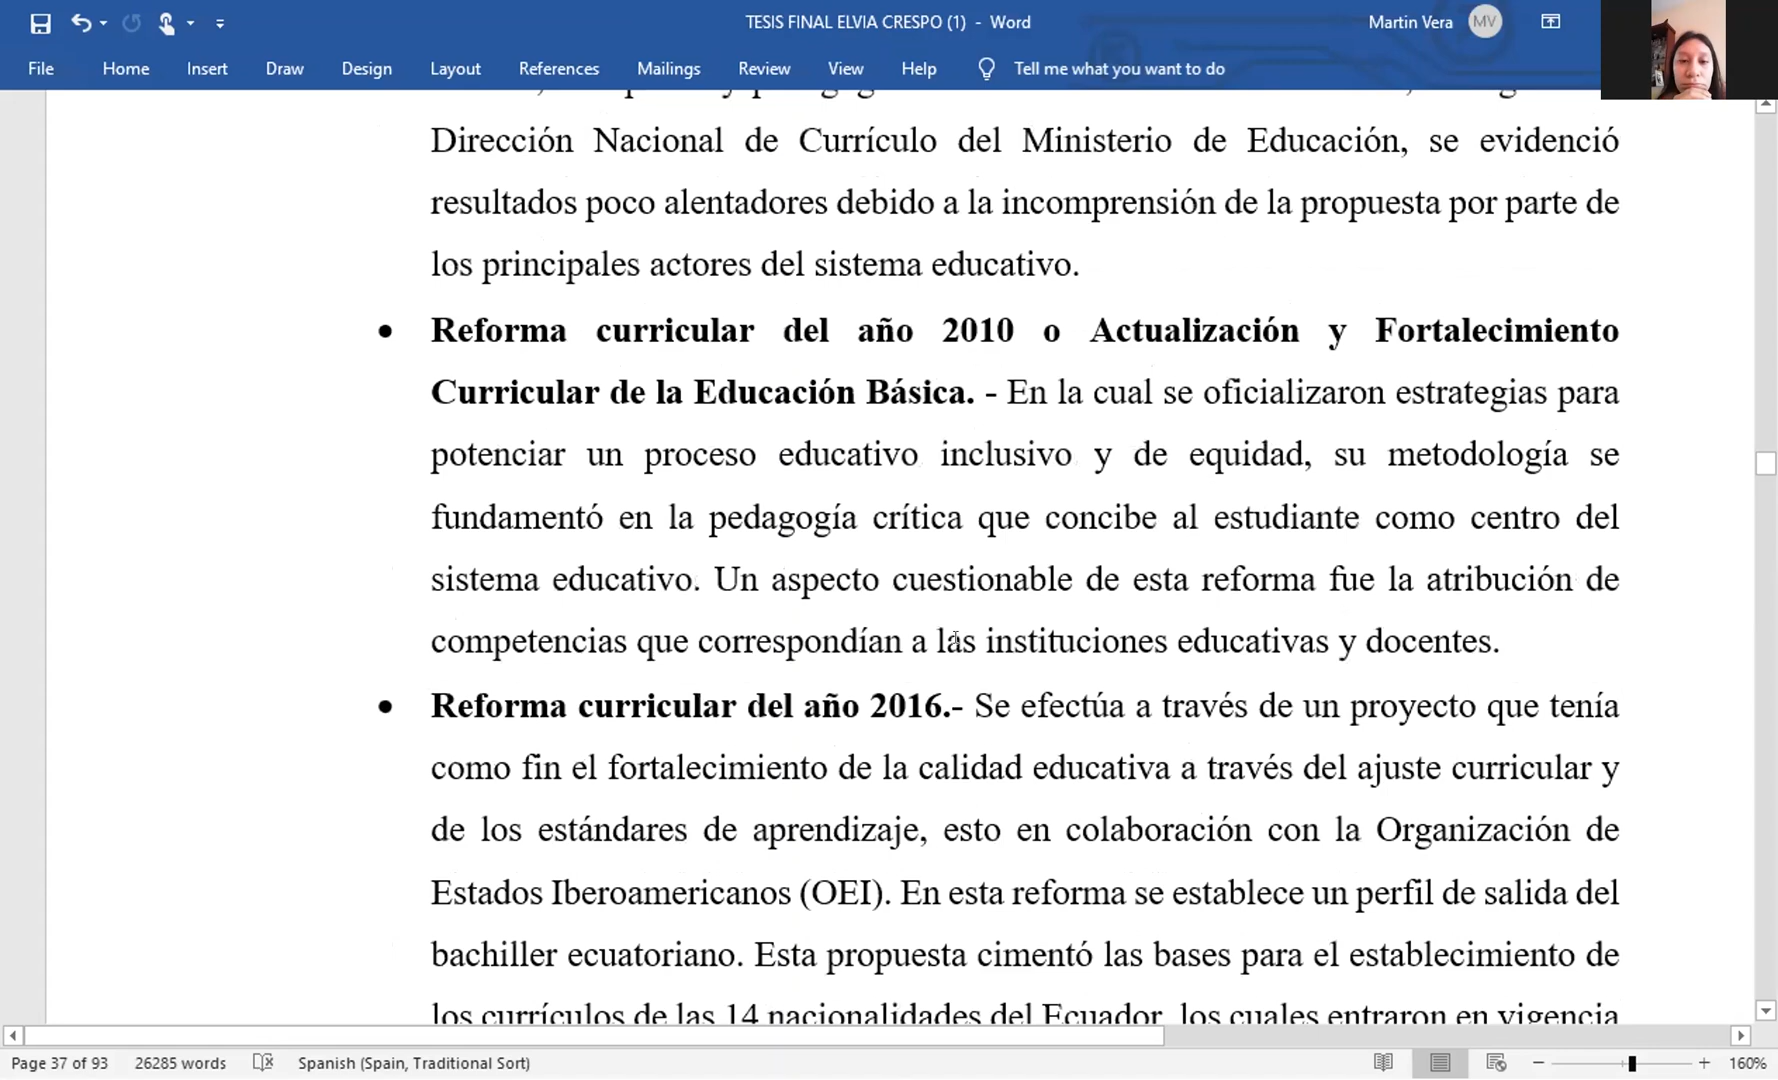 TESIS FINAL ELVIA CRESPO (1) - Word
Martin Vera
MV
File Home Insert Draw Design Layout References Mailings Review View Help Tell me what you want to do
Dirección Nacional de Currículo del Ministerio de Educación, se evidenció
resultados poco alentadores debido a la incomprensión de la propuesta por parte de
los principales actores del sistema educativo.
• Reforma curricular del año 2010 o Actualización y Fortalecimiento
Curricular de la Educación Básica. - En la cual se oficializaron estrategias para
potenciar un proceso educativo inclusivo y de equidad, su metodología se
fundamentó en la pedagogía crítica que concibe al estudiante como centro del
sistema educativo. Un aspecto cuestionable de esta reforma fue la atribución de
competencias que correspondían a las instituciones educativas y docentes.
• Reforma curricular del año 2016.- Se efectúa a través de un proyecto que tenía
como fin el fortalecimiento de la calidad educativa a través del ajuste curricular y
de los estándares de aprendizaje, esto en colaboración con la Organización de
Estados Iberoamericanos (OEI). En esta reforma se establece un perfil de salida del
bachiller ecuatoriano. Esta propuesta cimentó las bases para el establecimiento de
los currículos de las 14 nacionalidades del Ecuador, los cuales entraron en vigencia
Page 37 of 93 26285 words Spanish (Spain, Traditional Sort) 160%